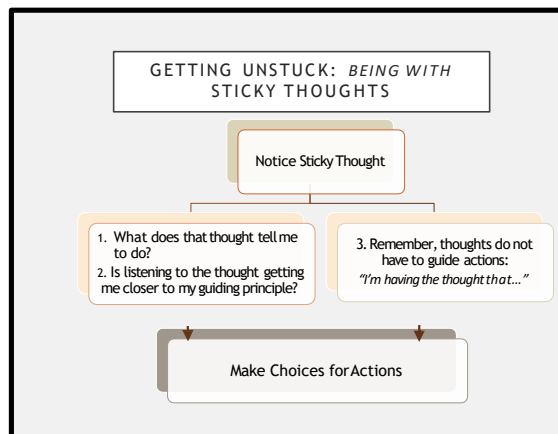 GETTING UNSTUCK: BEING WITH
STICKY THOUGHTS
Notice Sticky Thought
1. What does that thought tell me
to do?
2. Is listening to the thought getting
me closer to my guiding principle?
3. Remember, thoughts do not
have to guide actions:
"I'm having the thought that..."
Make Choices for Actions